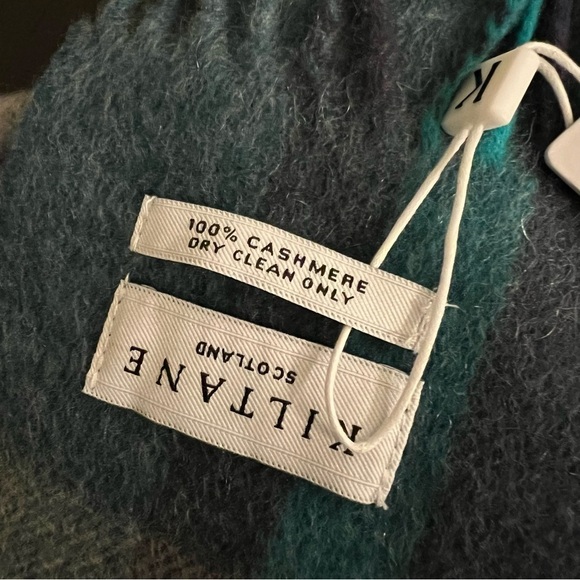 100% CASHMERE
DRY CLEAN ONLY
KILTANE
SCOTLAND
K